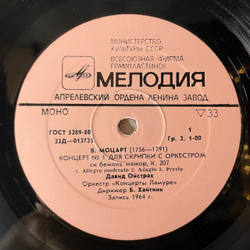 МИНИСТЕРСТВО
КУЛЬТУРЫ СССР
ВСЕСОЮЗНАЯ ФИРМА
ГРАМПЛАСТИНОК
МЕЛОДИЯ
АПРЕЛЕВСКИЙ ОРДЕНА ЛЕНИНА ЗАВОД
МОНО
33
ГОСТ 5289-80
33Д—013725
1
Гр. 2. 1-00
В. МОЦАРТ (1756—1791)
КОНЦЕРТ № ДЛЯ СКРИПКИ С ОРКЕСТРОМ
си бемоль мажор, К. 207
1. Allegro moderato 2. Adagio 3. Presto
Давид Ойстрах
Оркестр «Концерты Ламуре»
Дирижер Б. Хайтинк
Запись 1964 г.